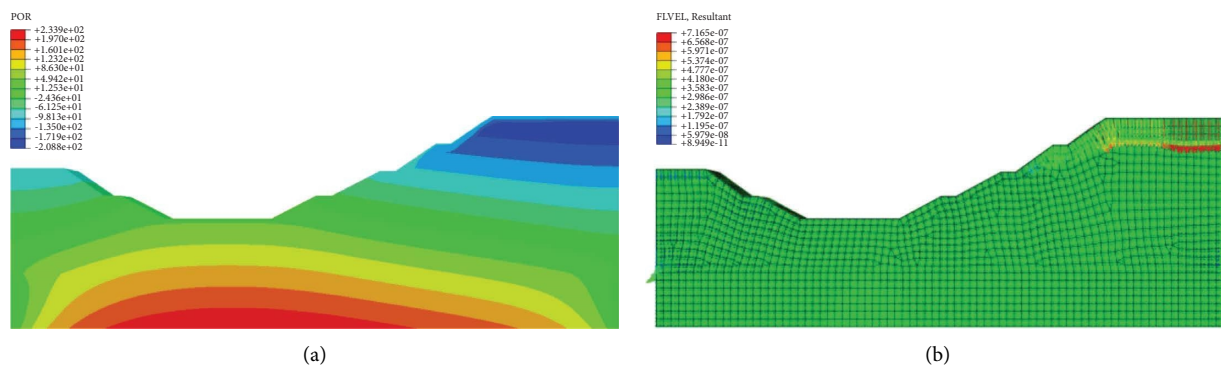 POR
+2.339e+02
+1.970e+02
+1.601e+02
+1.232e+02
+8.630e+01
+4.942e+01
+1.253e+01
-2.436e+01
-6.125e+01
-9.813e+01
-1.350e+02
-1.719e+02
-2.088e+02
(a)
FLVEL, Resultant
+7.165e-07
+6.568e-07
+5.971e-07
+5.374e-07
+4.777e-07
+4.180e-07
+3.583e-07
+2.986e-07
+2.389e-07
+1.792e-07
+1.195e-07
+5.979e-08
+8.949e-11
(b)